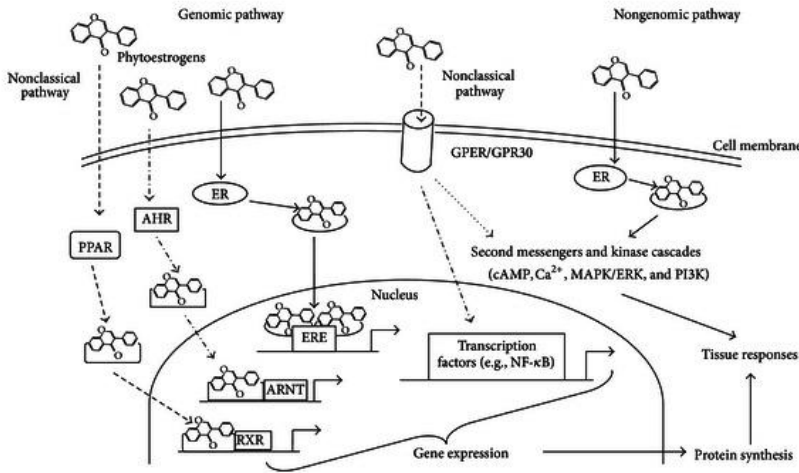 Genomic pathway
Nongenomic pathway
Phytoestrogens
Nonclassical
pathway
Nonclassical
pathway
Cell membrane
GPER/GPR30
ER
ER
AHR
PPAR
Second messengers and kinase cascades
(cAMP, Ca²⁺, MAPK/ERK, and PI3K)
Nucleus
ERE
Transcription
factors (e.g., NF-κB)
Tissue responses
ARNT
RXR
Gene expression
Protein synthesis